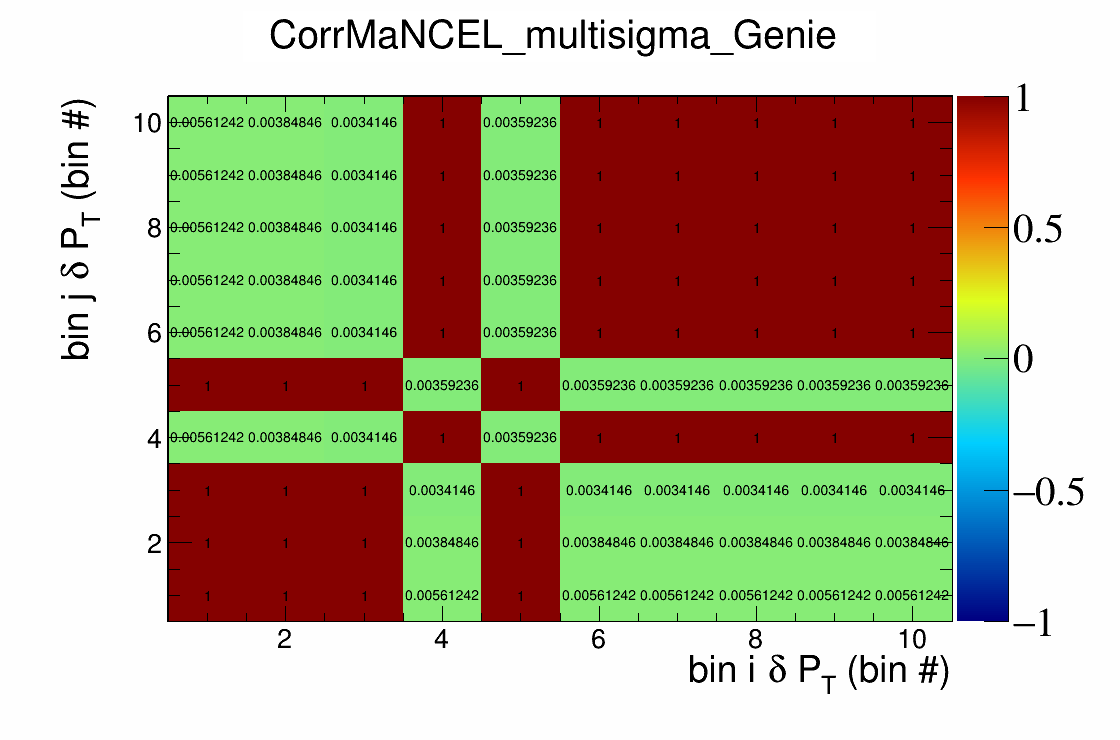 CorrMaNCEL_multisigma_Genie
bin j δ P_T (bin #)
10 0.00561242 0.00384846 0.0034146 1 0.00359236 1 1 1 1 1 1
0.00561242 0.00384846 0.0034146 1 0.00359236 1 1 1 1 1
8 0.00561242 0.00384846 0.0034146 1 0.00359236 1 1 1 1 1 0.5
0.00561242 0.00384846 0.0034146 1 0.00359236 1 1 1 1 1
6 0.00561242 0.00384846 0.0034146 1 0.00359236 1 1 1 1 1 0
1 1 1 0.00359236 1 0.00359236 0.00359236 0.00359236 0.00359236 0.00359236
4 0.00561242 0.00384846 0.0034146 1 0.00359236 1 1 1 1 1
1 1 1 0.0034146 1 0.0034146 0.0034146 0.0034146 0.0034146 0.0034146 −0.5
2 1 1 1 0.00384846 1 0.00384846 0.00384846 0.00384846 0.00384846 0.00384846
1 1 1 0.00561242 1 0.00561242 0.00561242 0.00561242 0.00561242 0.00561242 −1
2 4 6 8 10
bin i δ P_T (bin #)